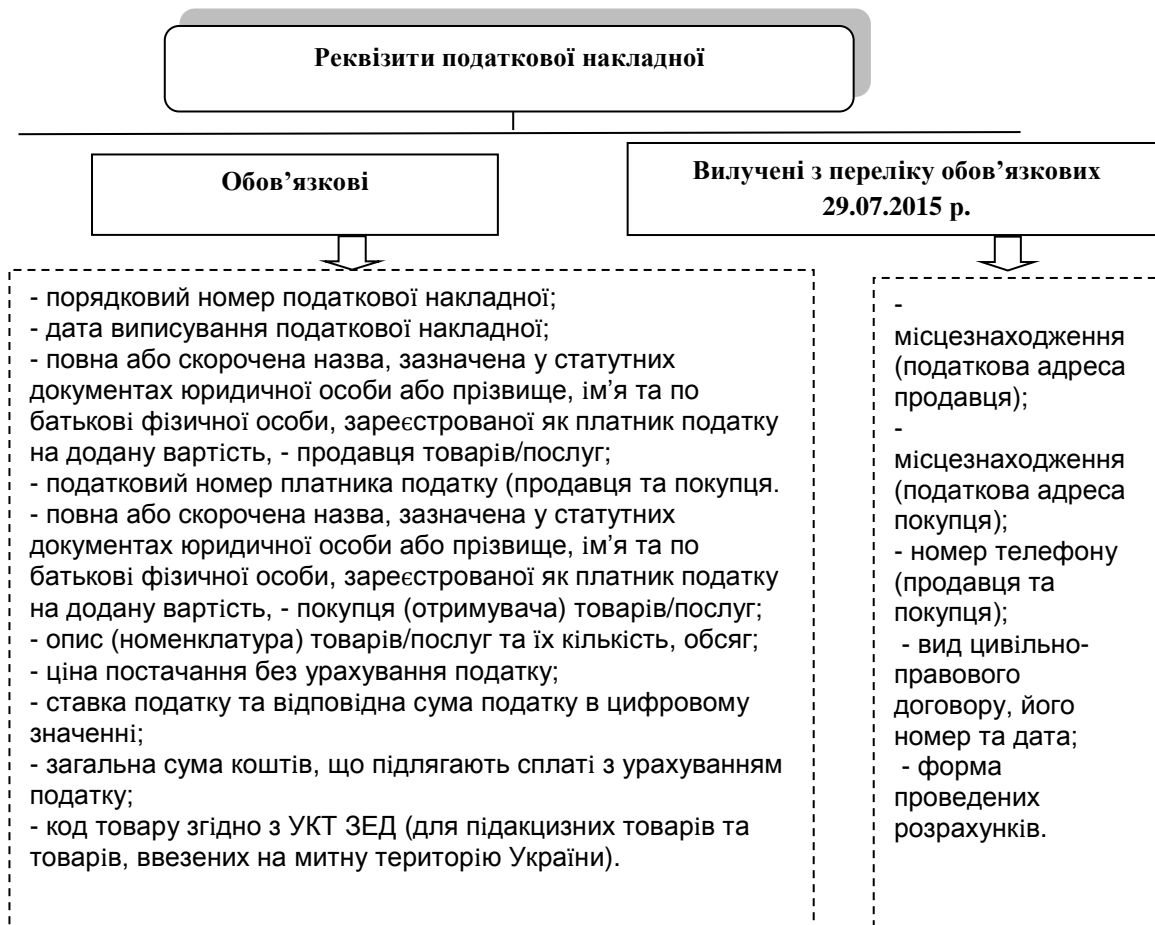 Реквізити податкової накладної
Обов’язкові
Вилучені з переліку обов’язкових
29.07.2015 р.
- порядковий номер податкової накладної;
- дата виписування податкової накладної;
- повна або скорочена назва, зазначена у статутних
документах юридичної особи або прізвище, ім’я та по
батькові фізичної особи, зареєстрованої як платник податку
на додану вартість, - продавця товарів/послуг;
- податковий номер платника податку (продавця та покупця.
- повна або скорочена назва, зазначена у статутних
документах юридичної особи або прізвище, ім’я та по
батькові фізичної особи, зареєстрованої як платник податку
на додану вартість, - покупця (отримувача) товарів/послуг;
- опис (номенклатура) товарів/послуг та їх кількість, обсяг;
- ціна постачання без урахування податку;
- ставка податку та відповідна сума податку в цифровому
значенні;
- загальна сума коштів, що підлягають сплаті з урахуванням
податку;
- код товару згідно з УКТ ЗЕД (для підакцизних товарів та
товарів, ввезених на митну територію України).
-
місцезнаходження
(податкова адреса
продавця);
-
місцезнаходження
(податкова адреса
покупця);
- номер телефону
(продавця та
покупця);
- вид цивільно-
правового
договору, його
номер та дата;
- форма
проведених
розрахунків.